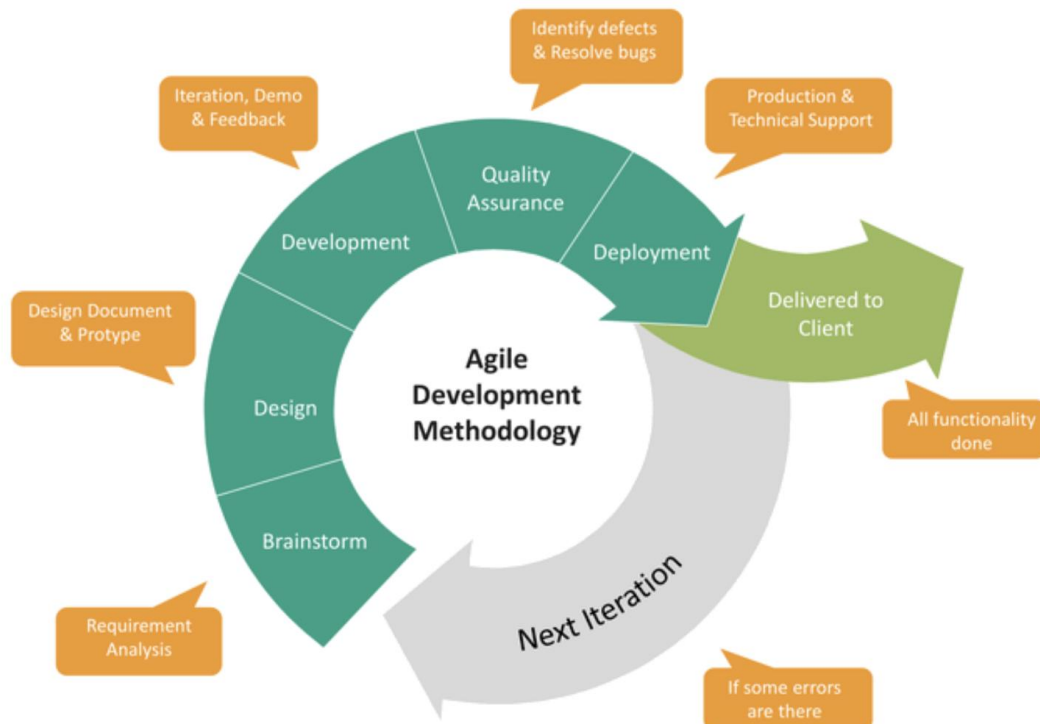 Identify defects
& Resolve bugs
Iteration, Demo
& Feedback
Production &
Technical Support
Quality
Assurance
Development
Deployment
Delivered to
Client
Design Document
& Protype
Agile
Development
Methodology
Design
All functionality
done
Brainstorm
Next Iteration
Requirement
Analysis
If some errors
are there